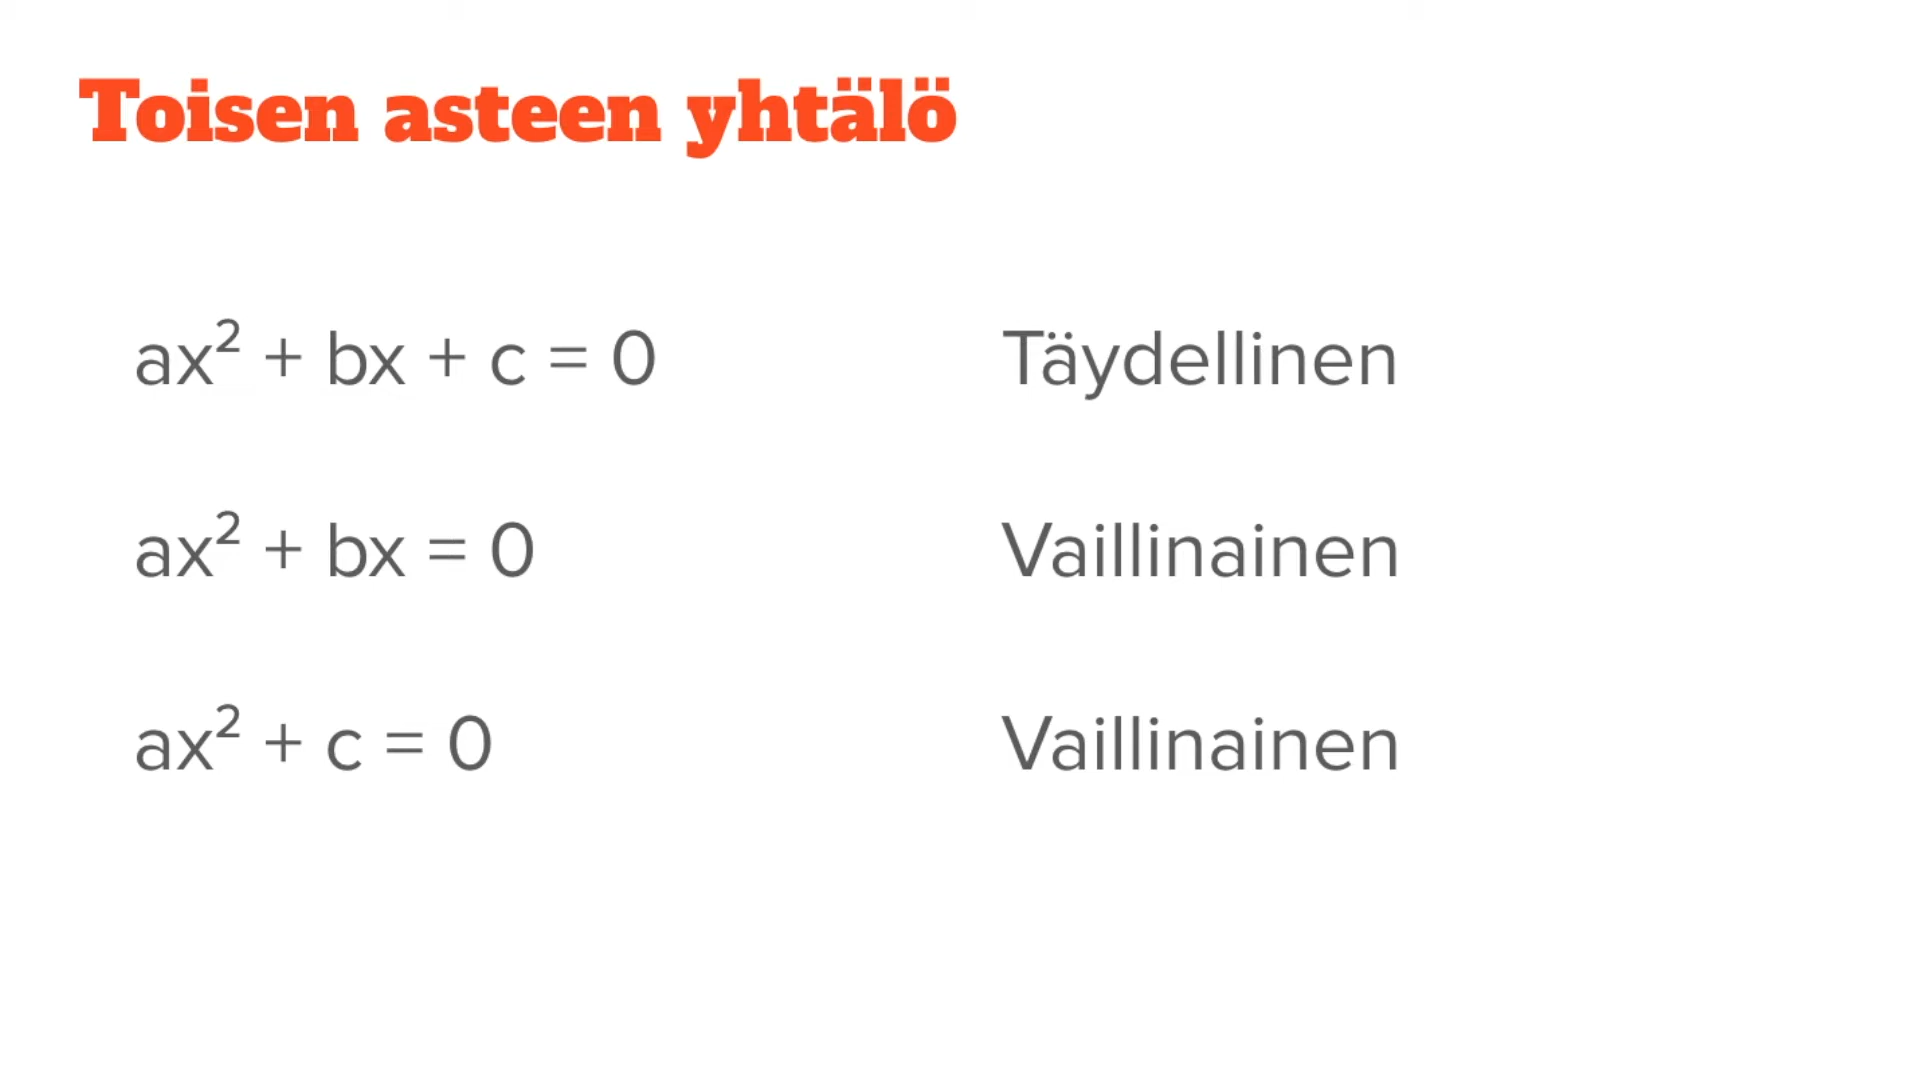 Toisen asteen yhtälö
ax² + bx + c = 0 Täydellinen
ax² + bx = 0 Vaillinainen
ax² + c = 0 Vaillinainen